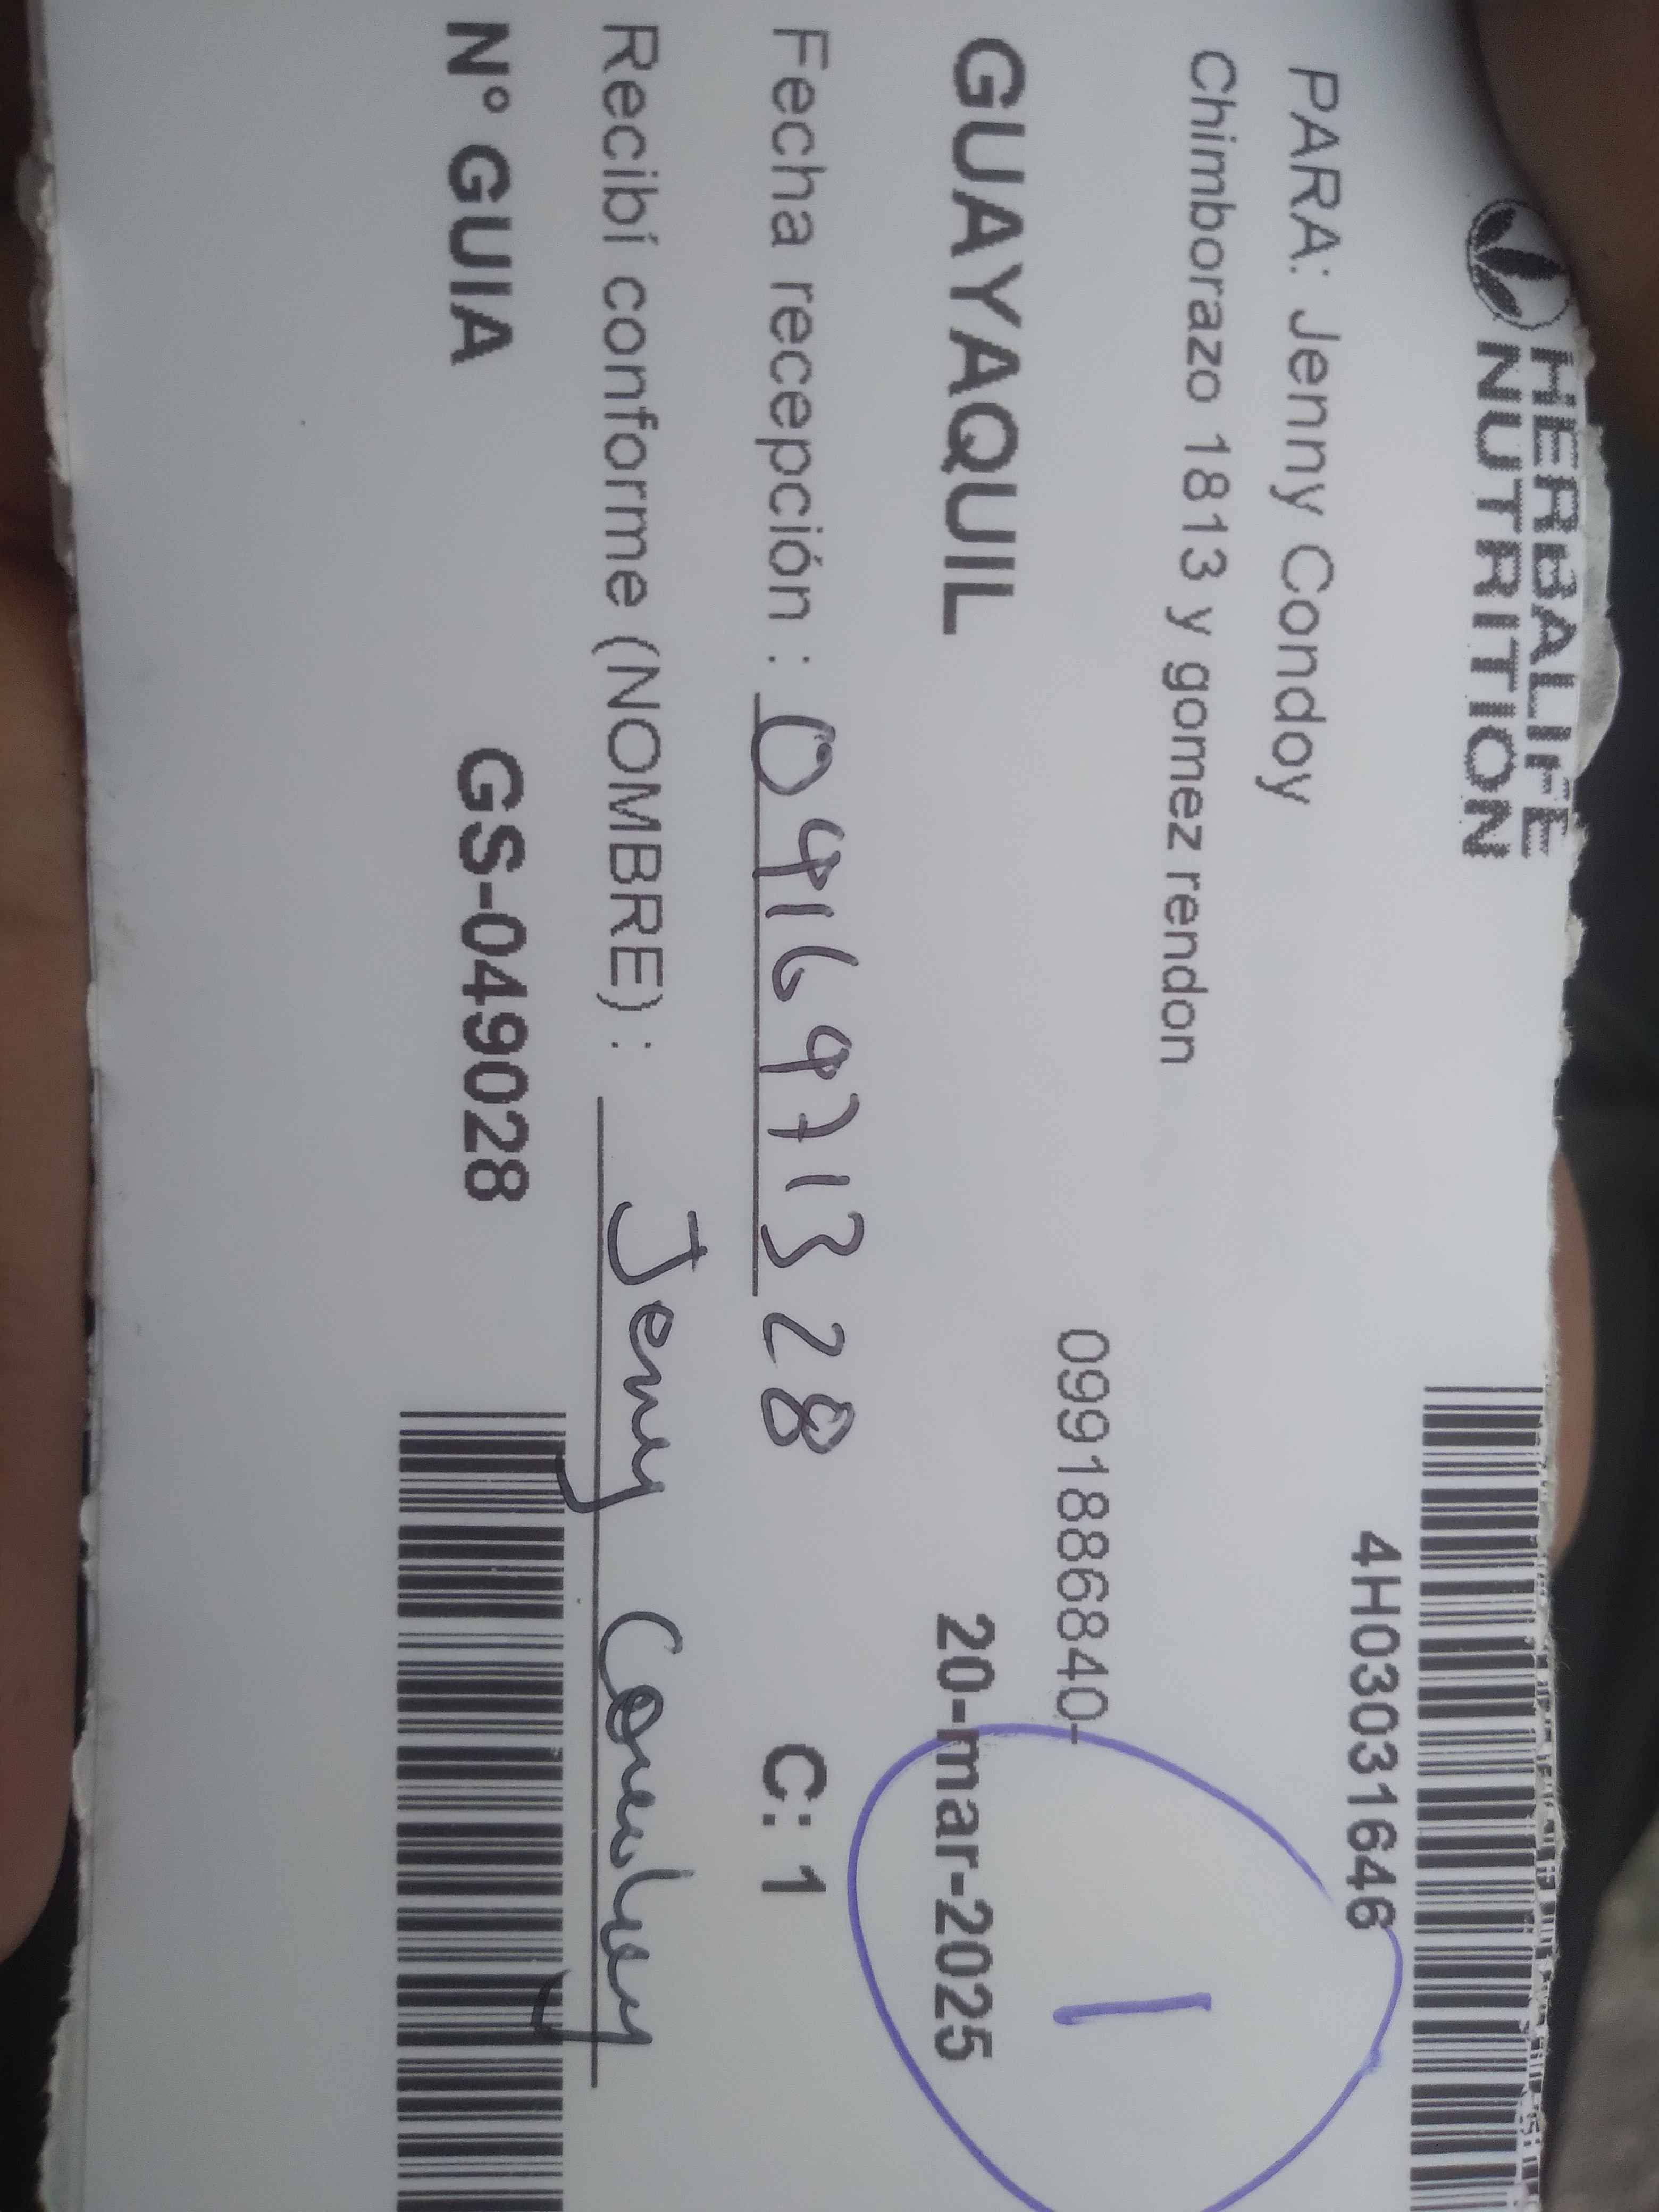 HERBALIFE
NUTRITION
4H03031646
PARA: Jenny Condoy
Chimborazo 1813 y gomez rendon
0991886840-
1
GUAYAQUIL 20-mar-2025
Fecha recepción : 0916971328 C: 1
Recibí conforme (NOMBRE) : Jenny Condoy
N° GUIA GS-049028